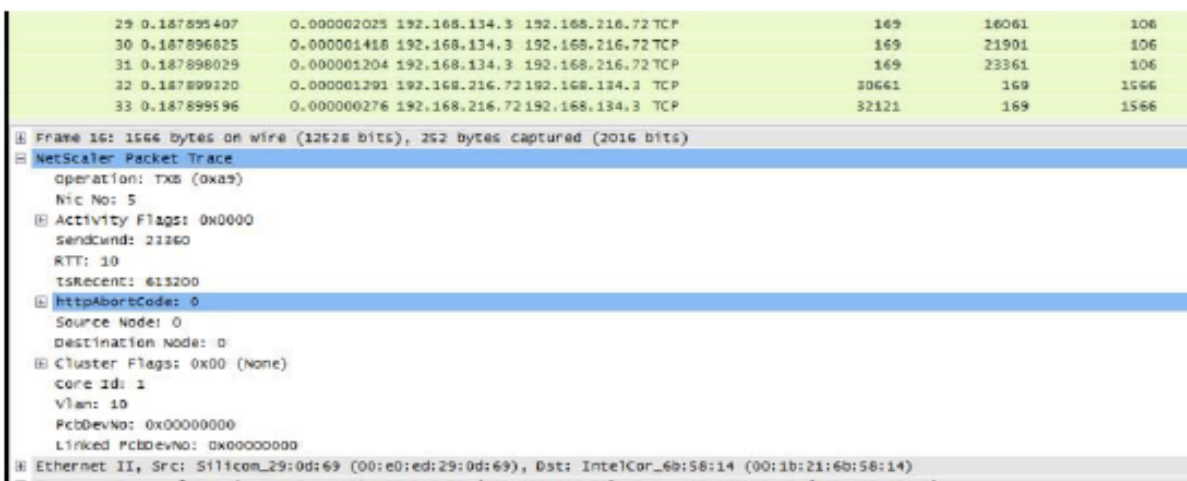 29 0.187895407 0.000002025 192.168.134.3 192.168.216.72 TCP 169 16061 106
30 0.187896825 0.000001418 192.168.134.3 192.168.216.72 TCP 169 21901 106
31 0.187898029 0.000001204 192.168.134.3 192.168.216.72 TCP 169 23361 106
32 0.187899320 0.000001291 192.168.216.72 192.168.134.3 TCP 30661 169 1566
33 0.187899596 0.000000276 192.168.216.72 192.168.134.3 TCP 32121 169 1566
Frame 16: 1566 bytes on wire (12528 bits), 252 bytes captured (2016 bits)
NetScaler Packet Trace
Operation: TXB (0xa9)
Nic No: 5
Activity Flags: 0x0000
SendCwnd: 23360
RTT: 10
tsRecent: 613200
httpAbortCode: 0
Source Node: 0
Destination Node: 0
Cluster Flags: 0x00 (None)
Core Id: 1
Vlan: 10
PcbDevNo: 0x00000000
Linked PcbDevNo: 0x00000000
Ethernet II, Src: Silicom_29:0d:69 (00:e0:ed:29:0d:69), Dst: IntelCor_6b:58:14 (00:1b:21:6b:58:14)